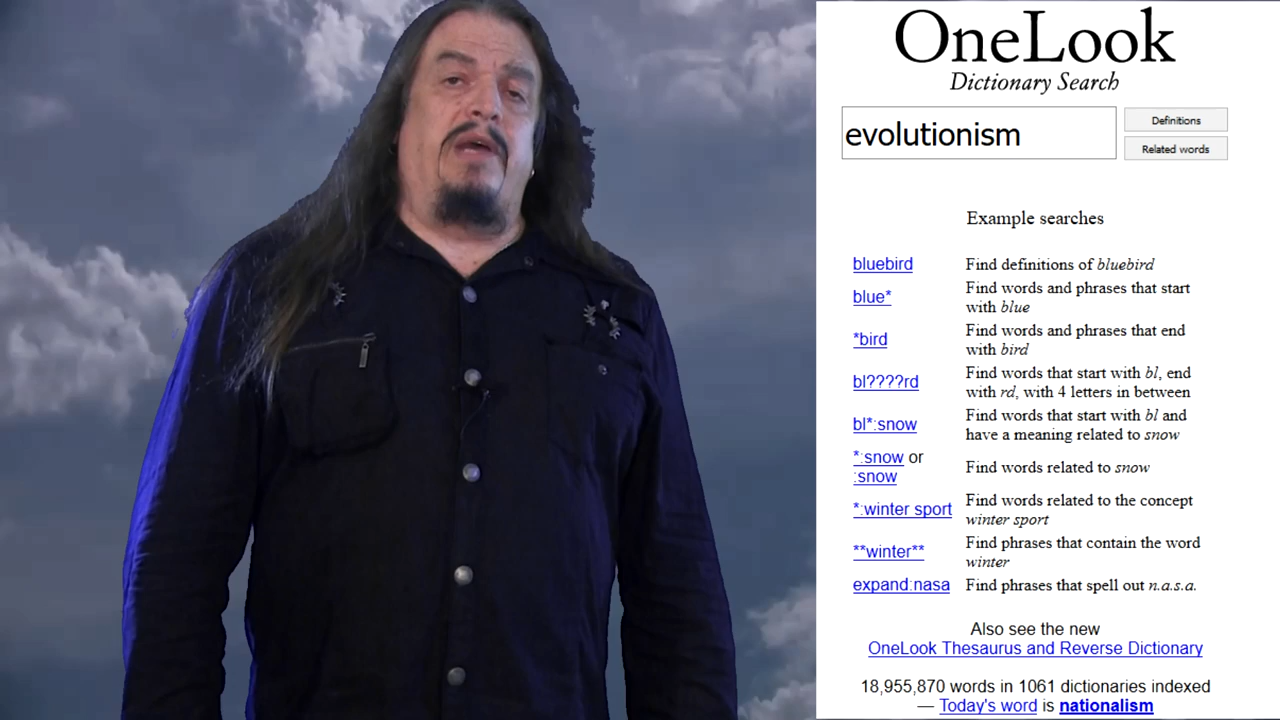 OneLook
Dictionary Search
evolutionism
Definitions
Related words
Example searches
bluebird Find definitions of bluebird
blue* Find words and phrases that start
with blue
*bird Find words and phrases that end
with bird
bl????rd Find words that start with bl, end
with rd, with 4 letters in between
bl*:snow Find words that start with bl and
have a meaning related to snow
*:snow or
:snow Find words related to snow
*:winter sport Find words related to the concept
winter sport
**winter** Find phrases that contain the word
winter
expand:nasa Find phrases that spell out n.a.s.a.
Also see the new
OneLook Thesaurus and Reverse Dictionary
18,955,870 words in 1061 dictionaries indexed
— Today's word is nationalism